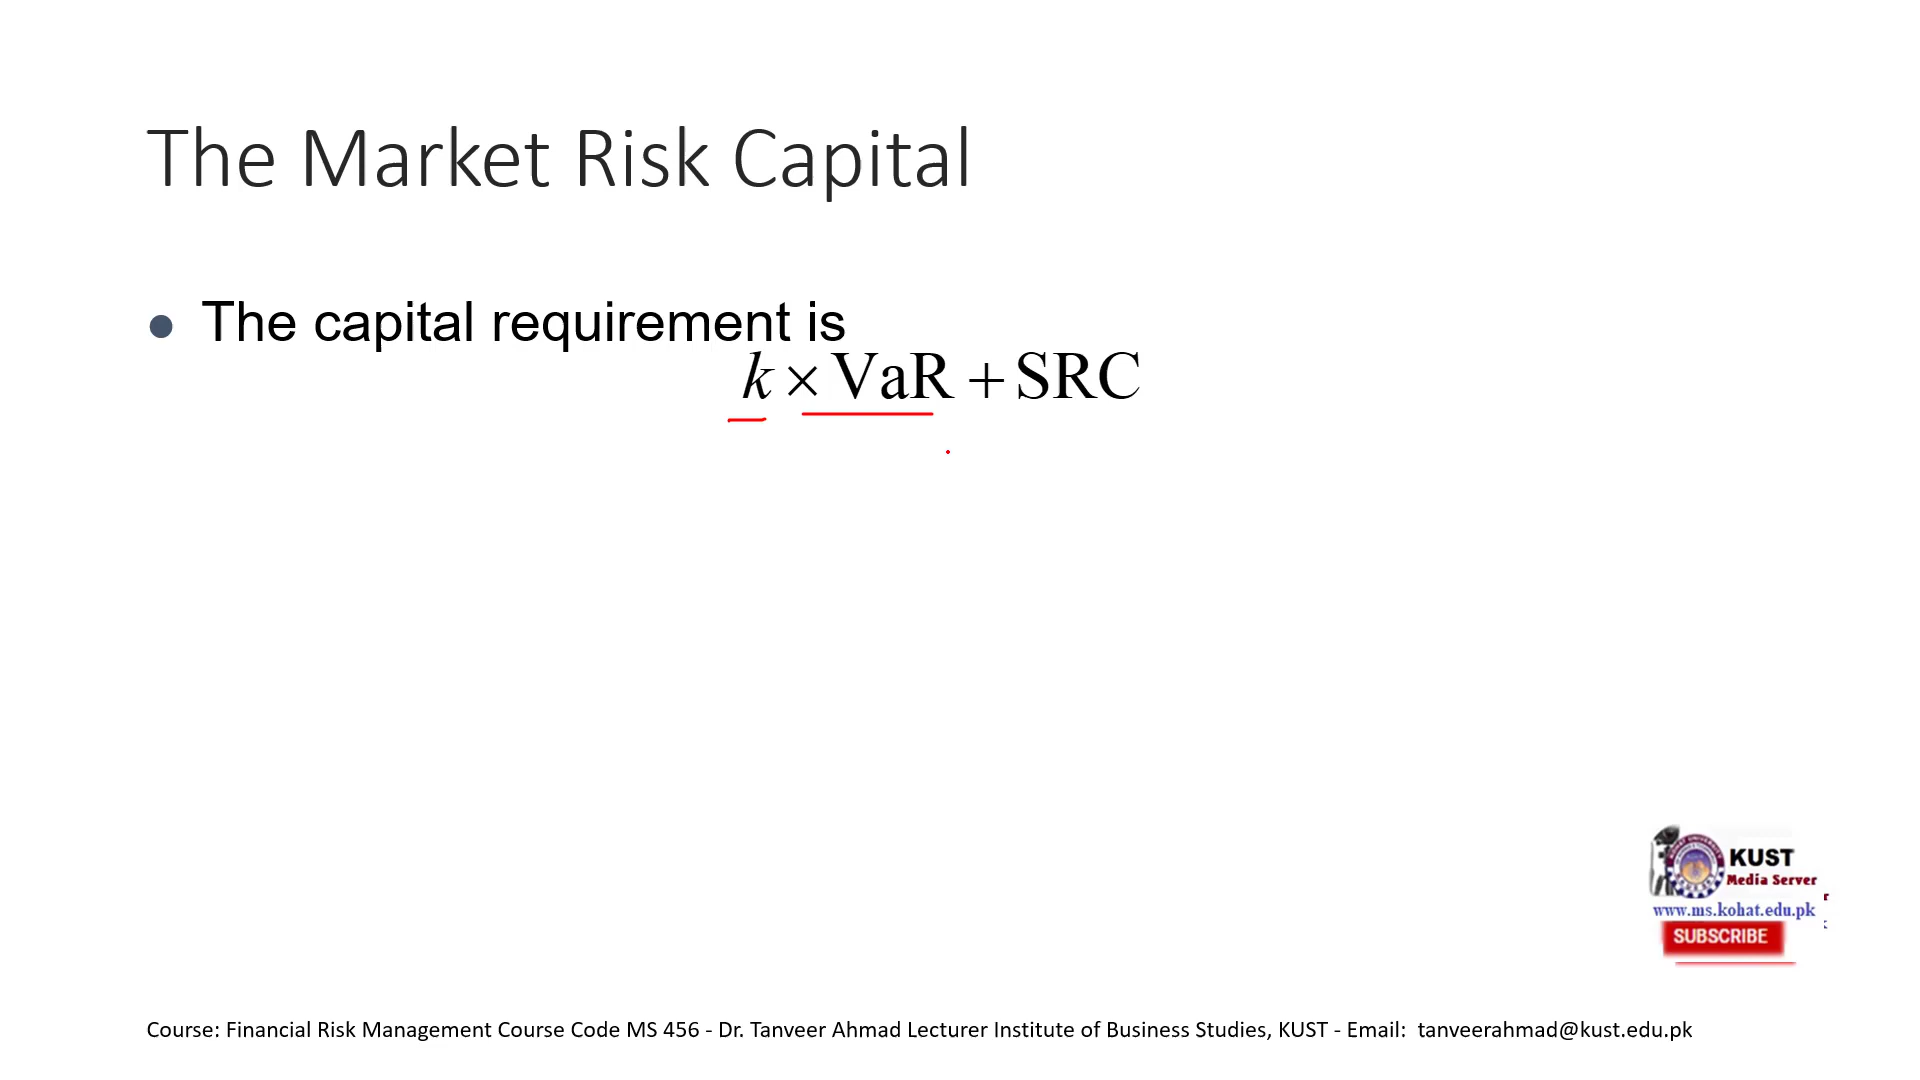 The Market Risk Capital
● The capital requirement is
k × VaR + SRC
KUST
Media Server
www.ms.kohat.edu.pk
SUBSCRIBE
Course: Financial Risk Management Course Code MS 456 - Dr. Tanveer Ahmad Lecturer Institute of Business Studies, KUST - Email: tanveerahmad@kust.edu.pk